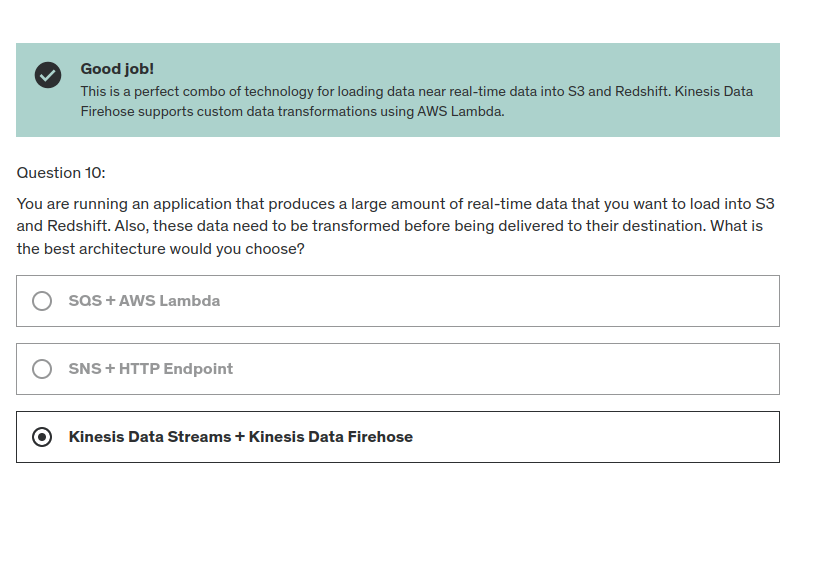 Good job!
This is a perfect combo of technology for loading data near real-time data into S3 and Redshift. Kinesis Data
Firehose supports custom data transformations using AWS Lambda.
Question 10:
You are running an application that produces a large amount of real-time data that you want to load into S3
and Redshift. Also, these data need to be transformed before being delivered to their destination. What is
the best architecture would you choose?
SQS + AWS Lambda
SNS + HTTP Endpoint
Kinesis Data Streams + Kinesis Data Firehose